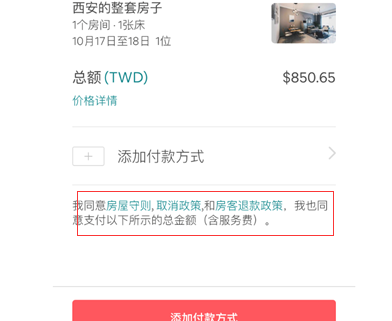 西安的整套房子
1个房间 · 1张床
10月17日至18日 1位
总额 (TWD) $850.65
价格详情
添加付款方式
我同意房屋守则, 取消政策,和房客退款政策。我也同
意支付以下所示的总金额（含服务费）。
添加付款方式